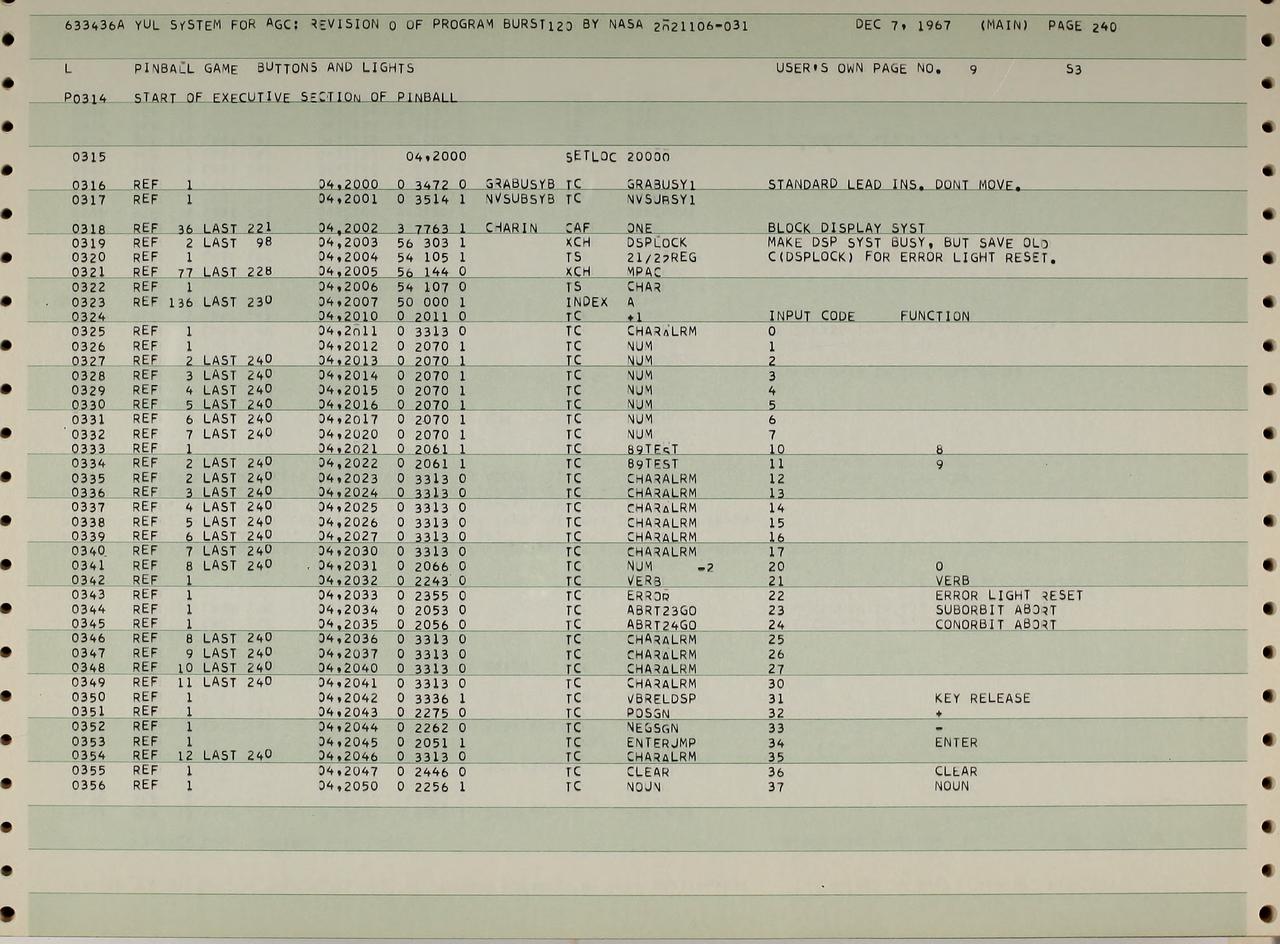 633436A YUL SYSTEM FOR AGC: REVISION 0 OF PROGRAM BURST120 BY NASA 2021106-031 DEC 7, 1967 (MAIN) PAGE 240
L PINBALL GAME BUTTONS AND LIGHTS USER'S OWN PAGE NO. 9 S3
P0314 START OF EXECUTIVE SECTION OF PINBALL
0315 04,2000 SETLOC 20000
0316 REF 1 04,2000 0 3472 0 GRABUSYB TC GRABUSY1 STANDARD LEAD INS. DONT MOVE.
0317 REF 1 04,2001 0 3514 1 NVSUBSYB TC NVSUBSY1
0318 REF 36 LAST 221 04,2002 3 7763 1 CHARIN CAF ONE BLOCK DISPLAY SYST
0319 REF 2 LAST 98 04,2003 56 303 1 XCH DSPLOCK MAKE DSP SYST BUSY, BUT SAVE OLD
0320 REF 1 04,2004 54 105 1 TS 21/22REG C(DSPLOCK) FOR ERROR LIGHT RESET.
0321 REF 77 LAST 228 04,2005 56 144 0 XCH MPAC
0322 REF 1 04,2006 54 107 0 TS CHAR
0323 REF 136 LAST 230 04,2007 50 000 1 INDEX A
0324 04,2010 0 2011 0 TC +1 INPUT CODE FUNCTION
0325 REF 1 04,2011 0 3313 0 TC CHARALRM 0
0326 REF 1 04,2012 0 2070 1 TC NUM 1
0327 REF 2 LAST 240 04,2013 0 2070 1 TC NUM 2
0328 REF 3 LAST 240 04,2014 0 2070 1 TC NUM 3
0329 REF 4 LAST 240 04,2015 0 2070 1 TC NUM 4
0330 REF 5 LAST 240 04,2016 0 2070 1 TC NUM 5
0331 REF 6 LAST 240 04,2017 0 2070 1 TC NUM 6
0332 REF 7 LAST 240 04,2020 0 2070 1 TC NUM 7
0333 REF 1 04,2021 0 2061 1 TC 89TEST 10 8
0334 REF 2 LAST 240 04,2022 0 2061 1 TC 89TEST 11 9
0335 REF 2 LAST 240 04,2023 0 3313 0 TC CHARALRM 12
0336 REF 3 LAST 240 04,2024 0 3313 0 TC CHARALRM 13
0337 REF 4 LAST 240 04,2025 0 3313 0 TC CHARALRM 14
0338 REF 5 LAST 240 04,2026 0 3313 0 TC CHARALRM 15
0339 REF 6 LAST 240 04,2027 0 3313 0 TC CHARALRM 16
0340 REF 7 LAST 240 04,2030 0 3313 0 TC CHARALRM 17
0341 REF 8 LAST 240 04,2031 0 2066 0 TC NUM -2 20 0
0342 REF 1 04,2032 0 2243 0 TC VERB 21 VERB
0343 REF 1 04,2033 0 2355 0 TC ERROR 22 ERROR LIGHT RESET
0344 REF 1 04,2034 0 2053 0 TC ABRT23GO 23 SUBORBIT ABORT
0345 REF 1 04,2035 0 2056 0 TC ABRT24GO 24 CONORBIT ABORT
0346 REF 8 LAST 240 04,2036 0 3313 0 TC CHARALRM 25
0347 REF 9 LAST 240 04,2037 0 3313 0 TC CHARALRM 26
0348 REF 10 LAST 240 04,2040 0 3313 0 TC CHARALRM 27
0349 REF 11 LAST 240 04,2041 0 3313 0 TC CHARALRM 30
0350 REF 1 04,2042 0 3336 1 TC VBRELDSP 31 KEY RELEASE
0351 REF 1 04,2043 0 2275 0 TC POSGN 32 +
0352 REF 1 04,2044 0 2262 0 TC NEGSGN 33 -
0353 REF 1 04,2045 0 2051 1 TC ENTERJMP 34 ENTER
0354 REF 12 LAST 240 04,2046 0 3313 0 TC CHARALRM 35
0355 REF 1 04,2047 0 2446 0 TC CLEAR 36 CLEAR
0356 REF 1 04,2050 0 2256 1 TC NOUN 37 NOUN